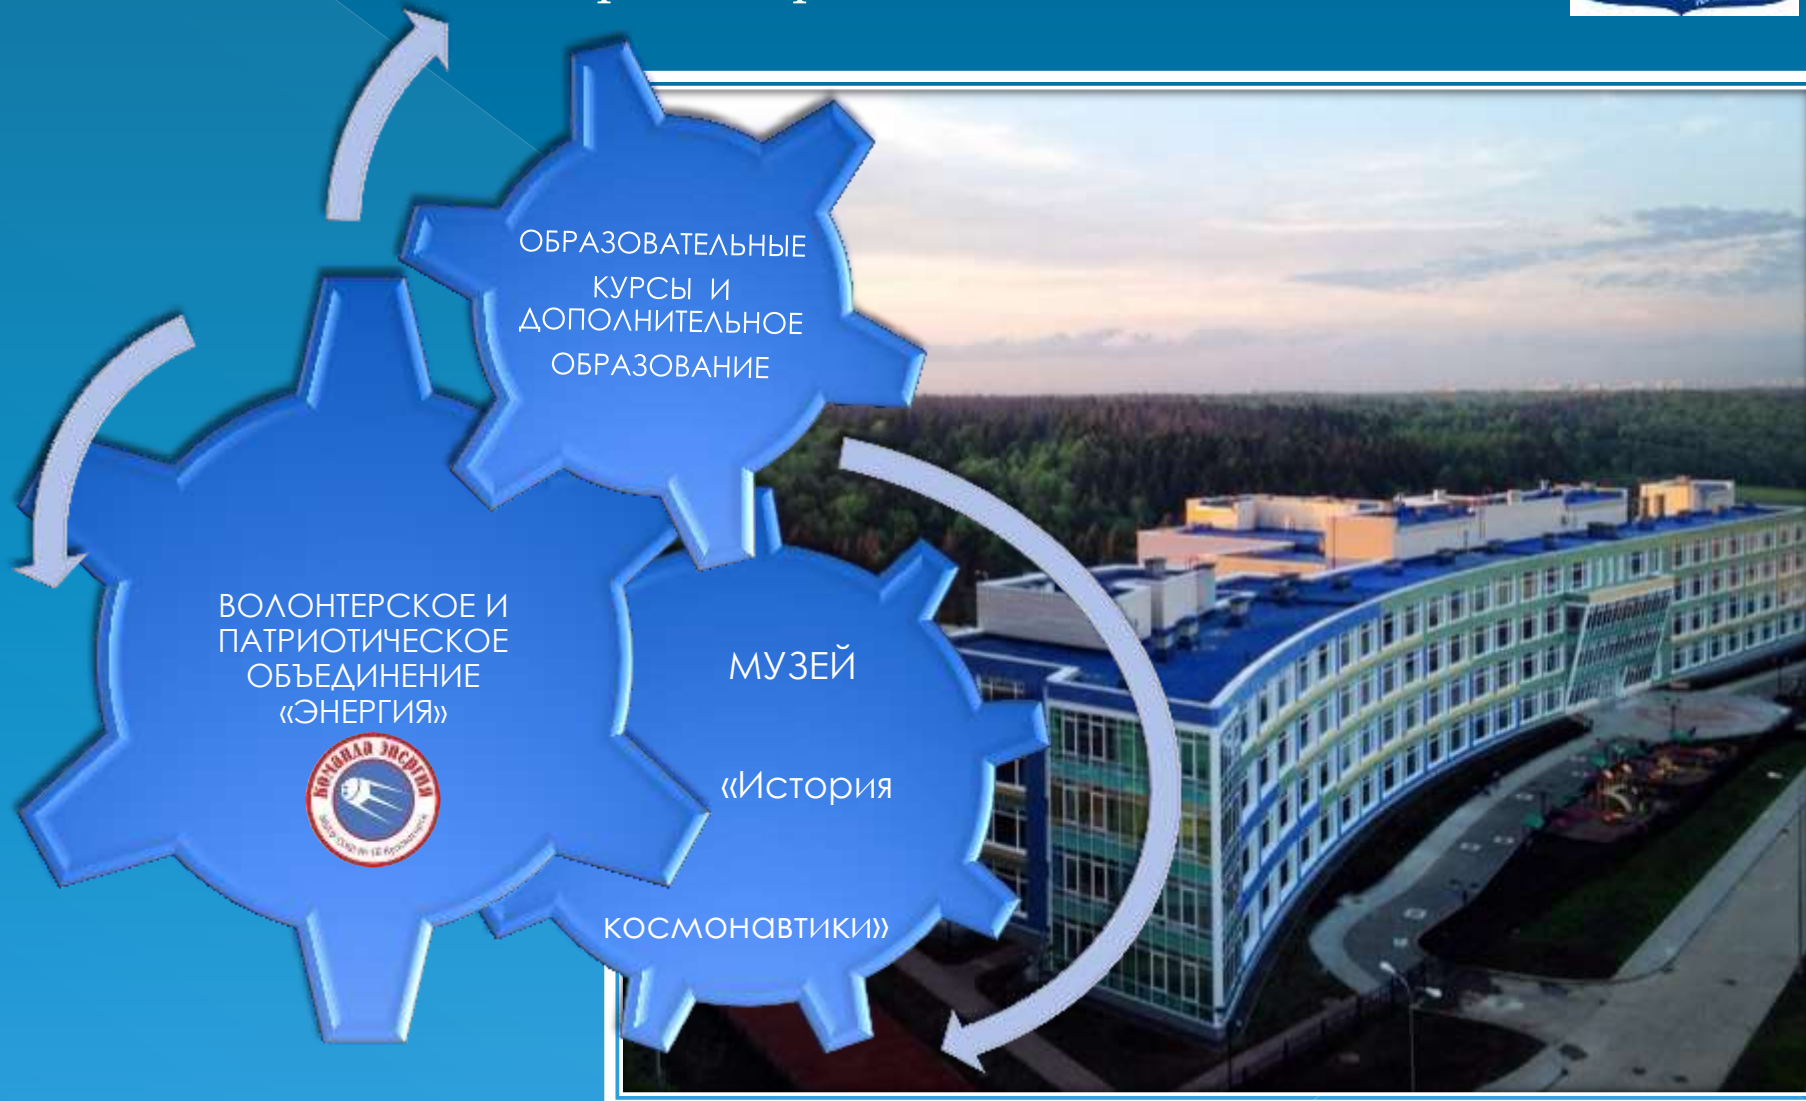 ОБРАЗОВАТЕЛЬНЫЕ
КУРСЫ И
ДОПОЛНИТЕЛЬНОЕ
ОБРАЗОВАНИЕ
ВОЛОНТЕРСКОЕ И
ПАТРИОТИЧЕСКОЕ
ОБЪЕДИНЕНИЕ
«ЭНЕРГИЯ»
Команда энергия
МУЗЕЙ
«История
космонавтики»